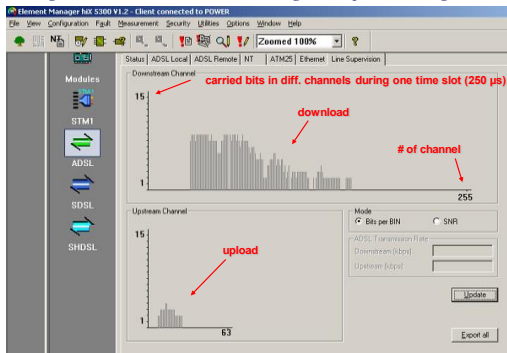 Element Manager hiX S300 V1.2 - Client connected to POWER
File View Configuration Fault Measurement Security Utilities Options Window Help
Zoomed 100%
Modules
STM1
ADSL
SDSL
SHDSL
Status ADSL Local ADSL Remote NT ATM25 Ethernet Line Supervision
Downstream Channel
carried bits in diff. channels during one time slot (250 µs)
15
download
# of channel
1
255
Upstream Channel
15
upload
1
63
Mode
Bits per BIN SNR
ADSL Transmission Rate
Downstream [kbps]
Upstream [kbps]
Update
Export all